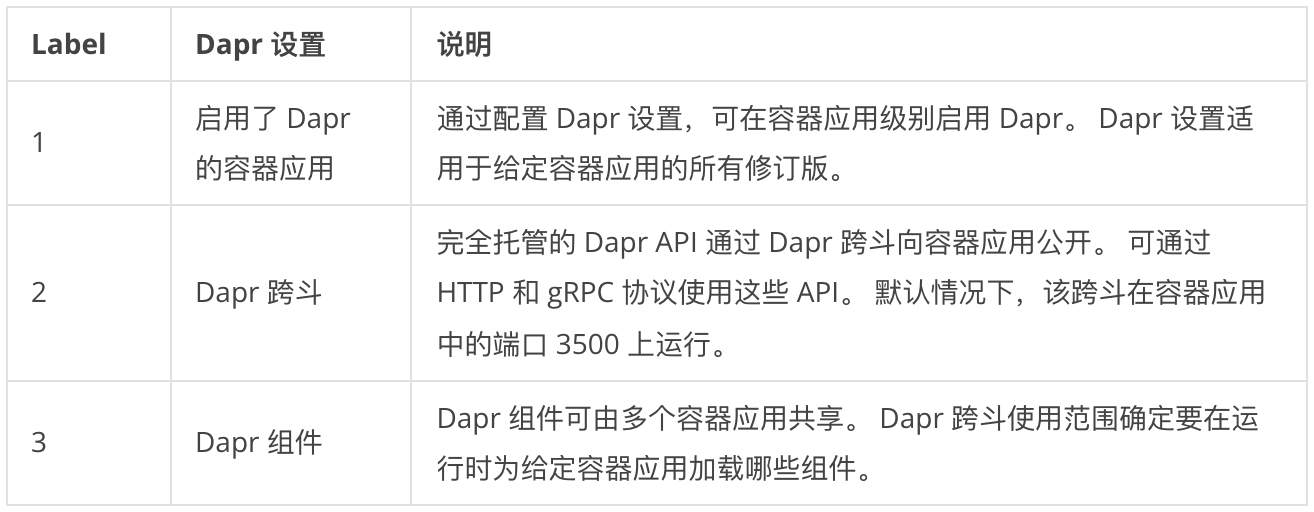 Label Dapr 设置 说明
1
启用了 Dapr
的容器应用
通过配置 Dapr 设置，可在容器应用级别启用 Dapr。 Dapr 设置适
用于给定容器应用的所有修订版。
2
Dapr 跨斗
完全托管的 Dapr API 通过 Dapr 跨斗向容器应用公开。 可通过
HTTP 和 gRPC 协议使用这些 API。 默认情况下，该跨斗在容器应用
中的端口 3500 上运行。
3
Dapr 组件
Dapr 组件可由多个容器应用共享。 Dapr 跨斗使用范围确定要在运
行时为给定容器应用加载哪些组件。